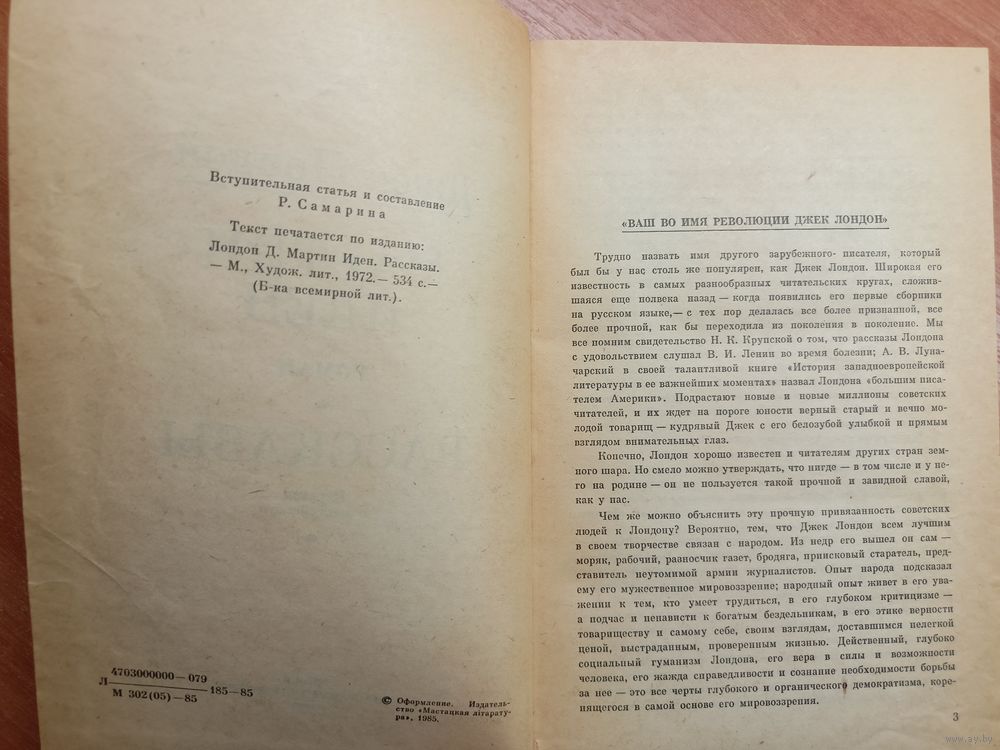 Вступительная статья и составление
Р. Самарина
Текст печатается по изданию:
Лондон Д. Мартин Иден. Рассказы.
— М., Худож. лит., 1972.— 534 с.—
(Б-ка всемирной лит.).
4703000000—079
Л 185—85
М 302(05)—85
© Оформление. Издатель-
ство «Мастацкая літарату-
ра», 1985.
«ВАШ ВО ИМЯ РЕВОЛЮЦИИ ДЖЕК ЛОНДОН»
Трудно назвать имя другого зарубежного писателя, который
был бы у нас столь же популярен, как Джек Лондон. Широкая его
известность в самых разнообразных читательских кругах, сложив-
шаяся еще полвека назад — когда появились его первые сборники
на русском языке,— с тех пор делалась все более признанной, все
более прочной, как бы переходила из поколения в поколение. Мы
все помним свидетельство Н. К. Крупской о том, что рассказы Лондона
с удовольствием слушал В. И. Ленин во время болезни; А. В. Луна-
чарский в своей талантливой книге «История западноевропейской
литературы в ее важнейших моментах» назвал Лондона «большим писа-
телем Америки». Подрастают новые и новые миллионы советских
читателей, и их ждет на пороге юности верный старый и вечно мо-
лодой товарищ — кудрявый Джек с его белозубой улыбкой и прямым
взглядом внимательных глаз.
Конечно, Лондон хорошо известен и читателям других стран зем-
ного шара. Но смело можно утверждать, что нигде — в том числе и у не-
го на родине — он не пользуется такой прочной и завидной славой,
как у нас.
Чем же можно объяснить эту прочную привязанность советских
людей к Лондону? Вероятно, тем, что Джек Лондон всем лучшим
в своем творчестве связан с народом. Из недр его вышел он сам —
моряк, рабочий, разносчик газет, бродяга, приисковый старатель, пред-
ставитель неутомимой армии журналистов. Опыт народа подсказал
ему его мужественное мировоззрение; народный опыт живет в его ува-
жении к тем, кто умеет трудиться, в его глубоком критицизме —
а подчас и ненависти к богатым бездельникам, в его этике верности
товариществу и самому себе, своим взглядам, доставшимся нелегкой
ценой, выстраданным, проверенным жизнью. Действенный, глубоко
социальный гуманизм Лондона, его вера в силы и возможности
человека, его жажда справедливости и сознание необходимости борьбы
за нее — это все черты глубокого и органического демократизма, коре-
нящегося в самой основе его мировоззрения.
3
www.ay.by